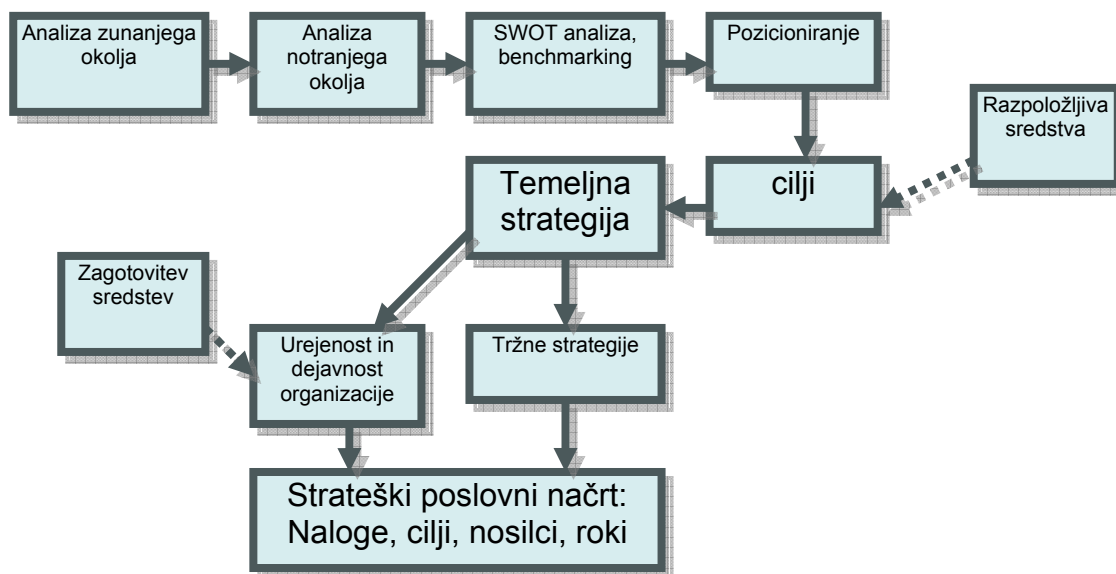 Analiza zunanjega
okolja
Analiza
notranjega
okolja
SWOT analiza,
benchmarking
Pozicioniranje
Razpoložljiva
sredstva
cilji
Temeljna
strategija
Zagotovitev
sredstev
Urejenost in
dejavnost
organizacije
Tržne strategije
Strateški poslovni načrt:
Naloge, cilji, nosilci, roki